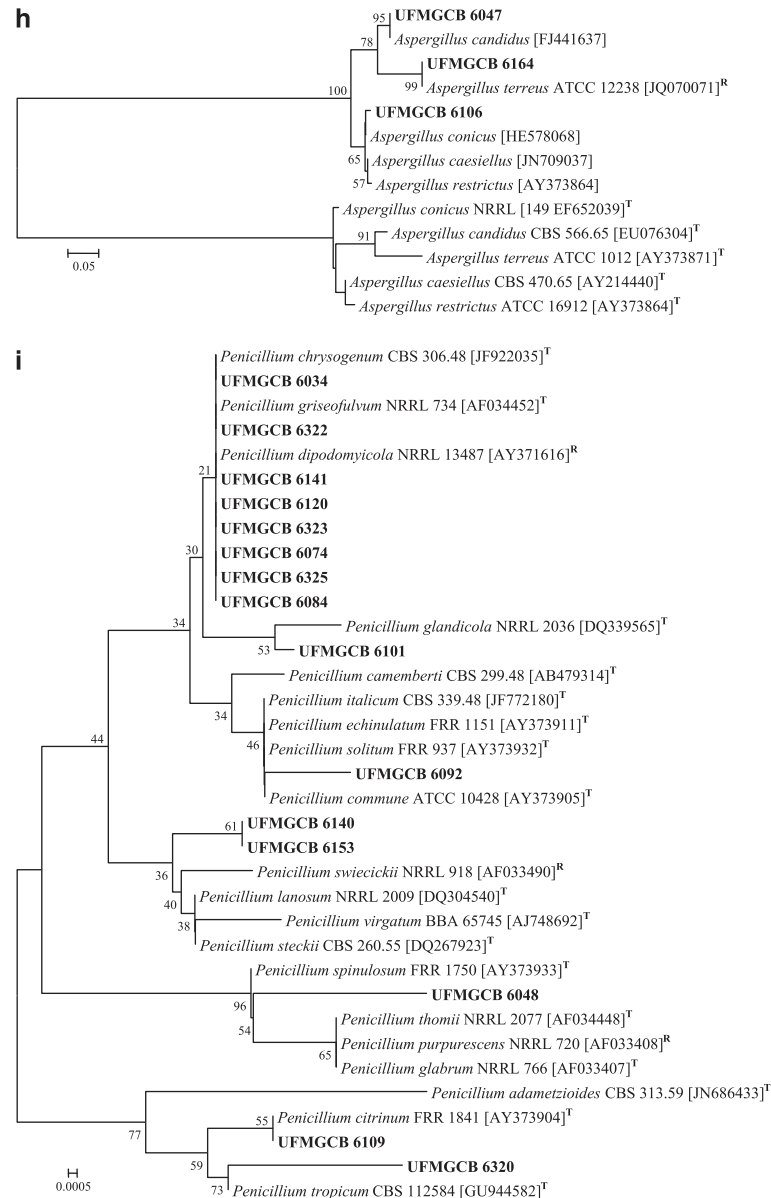 h
95 UFMGCB 6047
Aspergillus candidus [FJ441637]
78
UFMGCB 6164
99 Aspergillus terreus ATCC 12238 [JQ070071]R
100
UFMGCB 6106
Aspergillus conicus [HE578068]
65 Aspergillus caesiellus [JN709037]
57 Aspergillus restrictus [AY373864]
Aspergillus conicus NRRL [149 EF652039]T
91 Aspergillus candidus CBS 566.65 [EU076304]T
Aspergillus terreus ATCC 1012 [AY373871]T
0.05
Aspergillus caesiellus CBS 470.65 [AY214440]T
Aspergillus restrictus ATCC 16912 [AY373864]T
i
Penicillium chrysogenum CBS 306.48 [JF922035]T
UFMGCB 6034
Penicillium griseofulvum NRRL 734 [AF034452]T
UFMGCB 6322
Penicillium dipodomyicola NRRL 13487 [AY371616]R
21
UFMGCB 6141
UFMGCB 6120
UFMGCB 6323
30
UFMGCB 6074
UFMGCB 6325
UFMGCB 6084
34
Penicillium glandicola NRRL 2036 [DQ339565]T
53 UFMGCB 6101
Penicillium camemberti CBS 299.48 [AB479314]T
34
Penicillium italicum CBS 339.48 [JF772180]T
Penicillium echinulatum FRR 1151 [AY373911]T
44 46 Penicillium solitum FRR 937 [AY373932]T
UFMGCB 6092
Penicillium commune ATCC 10428 [AY373905]T
61 UFMGCB 6140
UFMGCB 6153
36
Penicillium swiecickii NRRL 918 [AF033490]R
40
Penicillium lanosum NRRL 2009 [DQ304540]T
38
Penicillium virgatum BBA 65745 [AJ748692]T
Penicillium steckii CBS 260.55 [DQ267923]T
Penicillium spinulosum FRR 1750 [AY373933]T
UFMGCB 6048
96
Penicillium thomii NRRL 2077 [AF034448]T
54
Penicillium purpurescens NRRL 720 [AF033408]R
65
Penicillium glabrum NRRL 766 [AF033407]T
Penicillium adametzioides CBS 313.59 [JN686433]T
55 Penicillium citrinum FRR 1841 [AY373904]T
77
UFMGCB 6109
59
UFMGCB 6320
0.0005
73 Penicillium tropicum CBS 112584 [GU944582]T